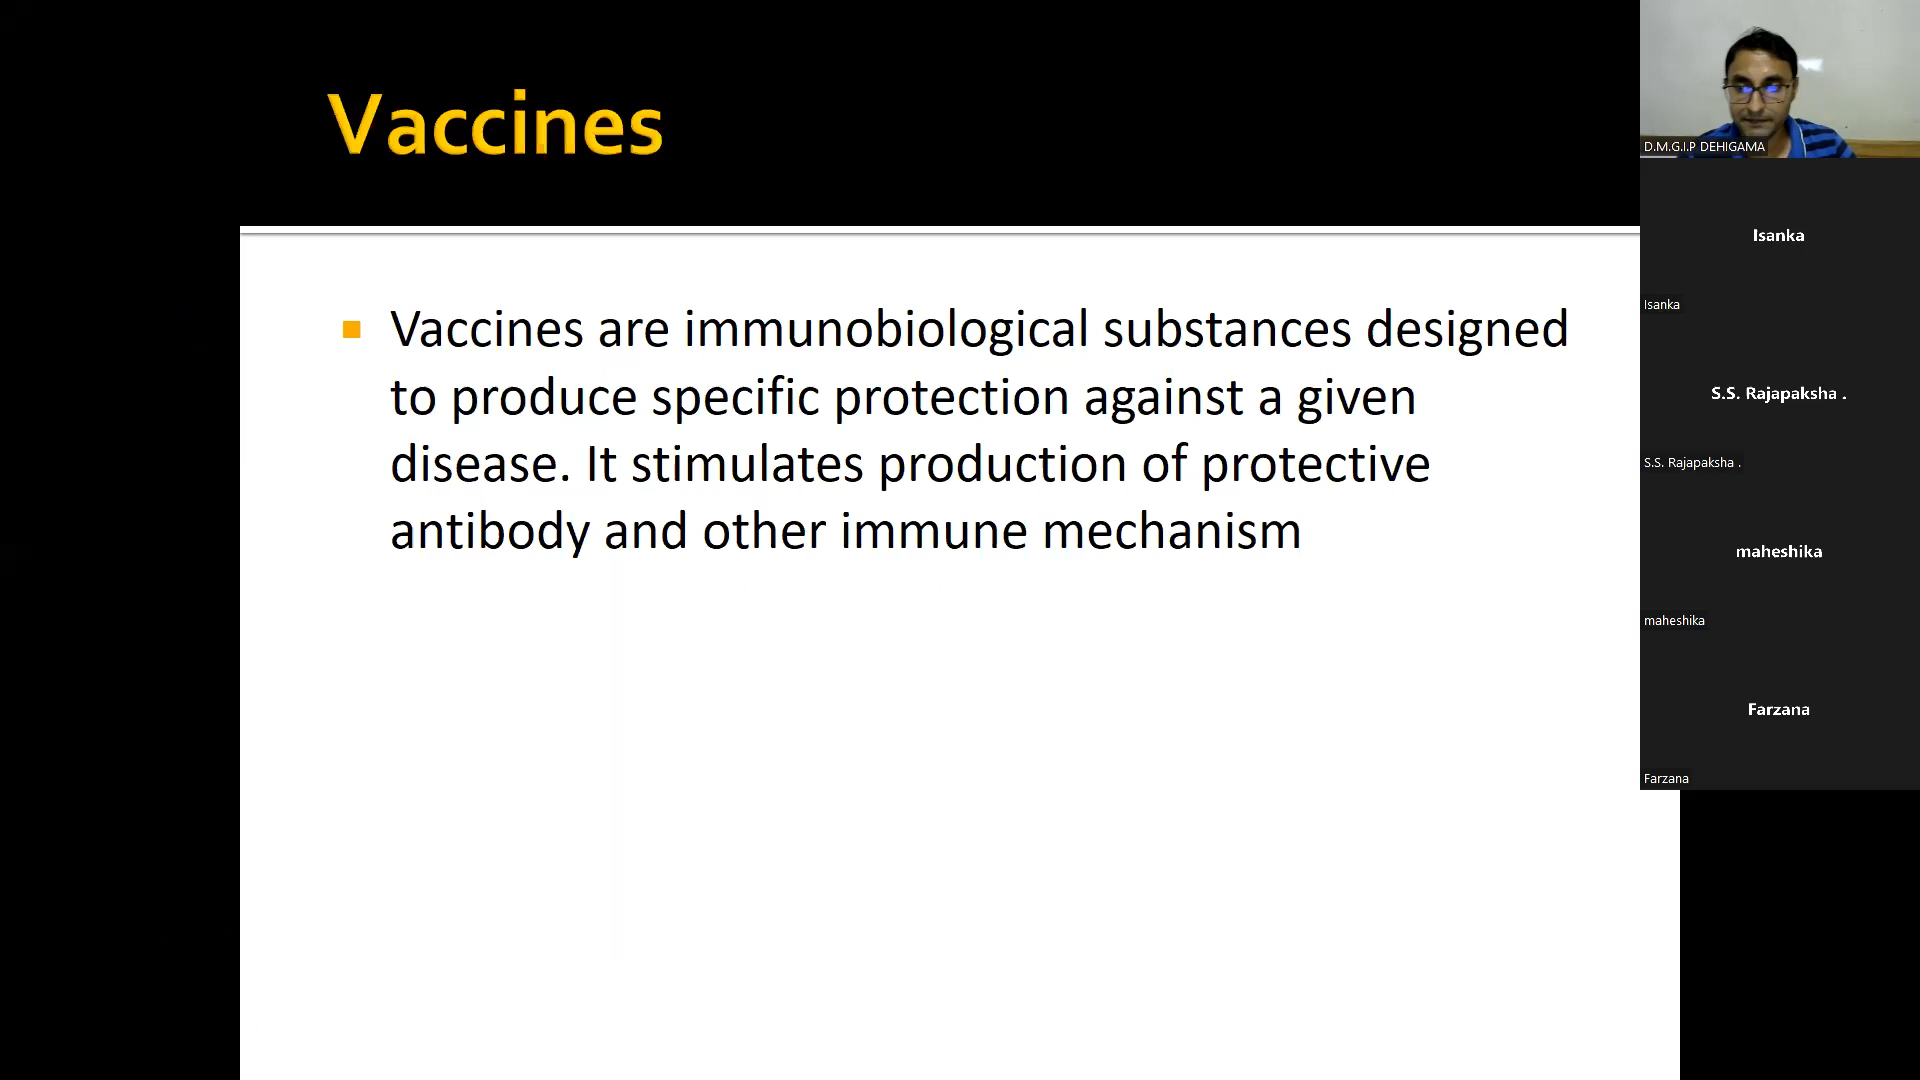 Vaccines
Vaccines are immunobiological substances designed
to produce specific protection against a given
disease. It stimulates production of protective
antibody and other immune mechanism
D.M.G.I.P DEHIGAMA
Isanka
Isanka
S.S. Rajapaksha .
S.S. Rajapaksha .
maheshika
maheshika
Farzana
Farzana